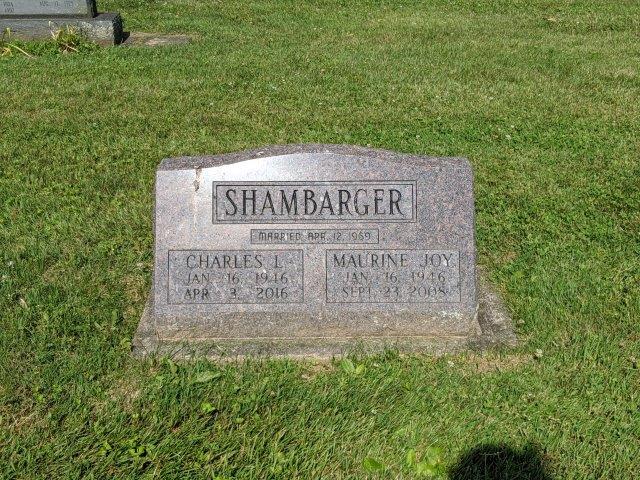 SHAMBARGER
MARRIED APR. 12, 1969
CHARLES L.
JAN. 16, 1946
APR. 3, 2016
MAURINE JOY
JAN. 16, 1946
SEPT. 23, 2008